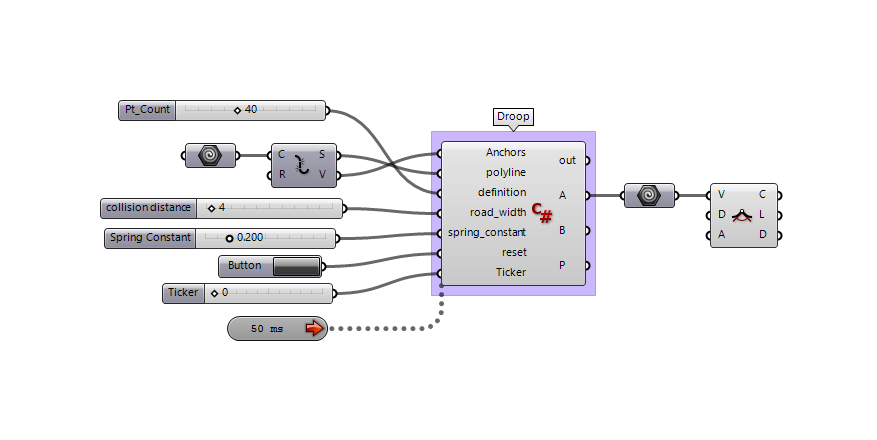 Pt_Count 40
C S
R V
collision distance 4
Spring Constant 0.200
Button
Ticker 0
50 ms
Droop
Anchors
polyline
definition
road_width
spring_constant
reset
Ticker
C#
out
A
B
P
V C
D L
A D